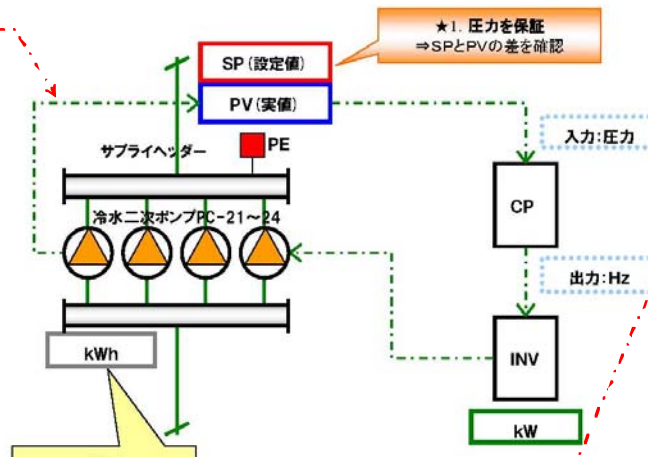 ★1. 圧力を保証
⇒SPとPVの差を確認
SP(設定値)
PV(実値)
サプライヘッダー
PE
入力:圧力
CP
冷水二次ポンプPC-21～24
出力:Hz
kWh
INV
kW